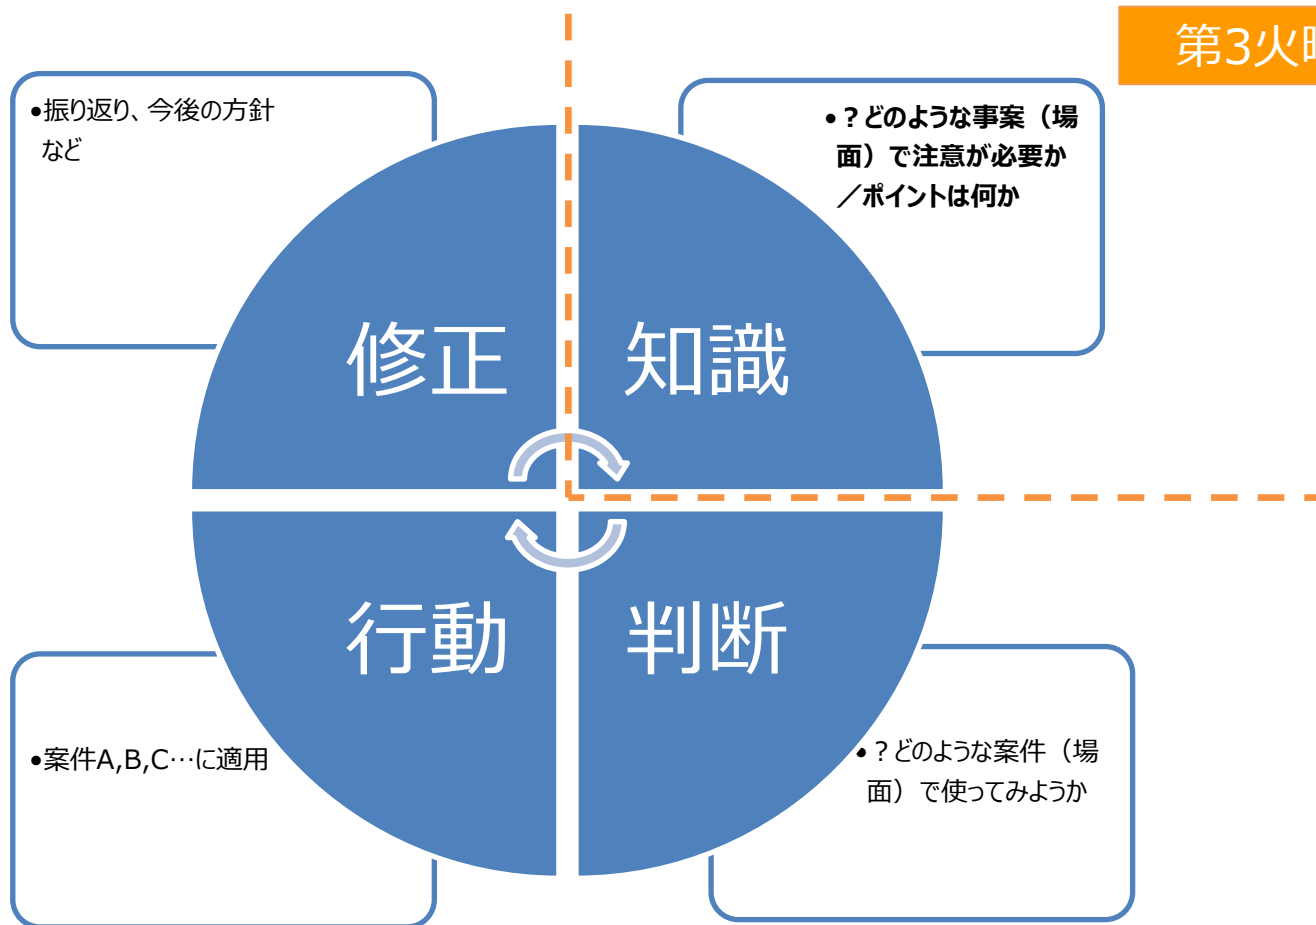 第3火
•振り返り、今後の方針
など
•？どのような事案（場
面）で注意が必要か
／ポイントは何か
修正
知識
行動
判断
•案件A,B,C…に適用
•？どのような案件（場
面）で使ってみようか